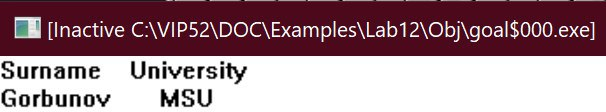 [Inactive C:\VIP52\DOC\Examples\Lab12\Obj\goal$000.exe]
Surname University
Gorbunov MSU